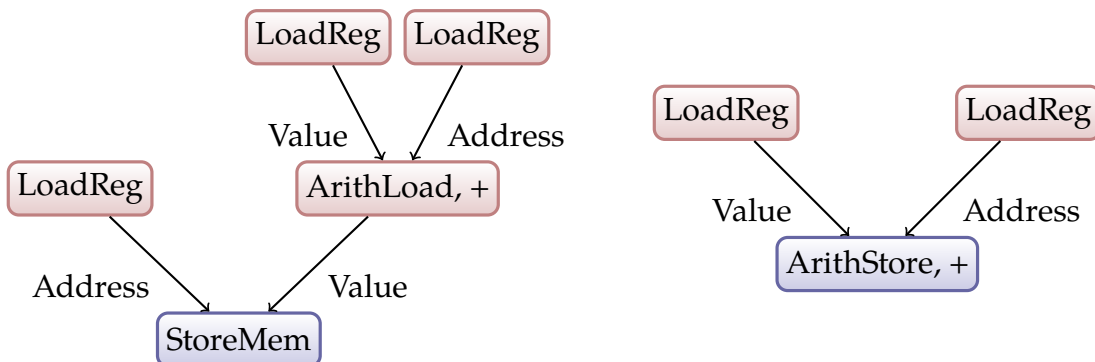 LoadReg LoadReg
Value Address
LoadReg ArithLoad, +
Address Value
StoreMem
LoadReg LoadReg
Value Address
ArithStore, +